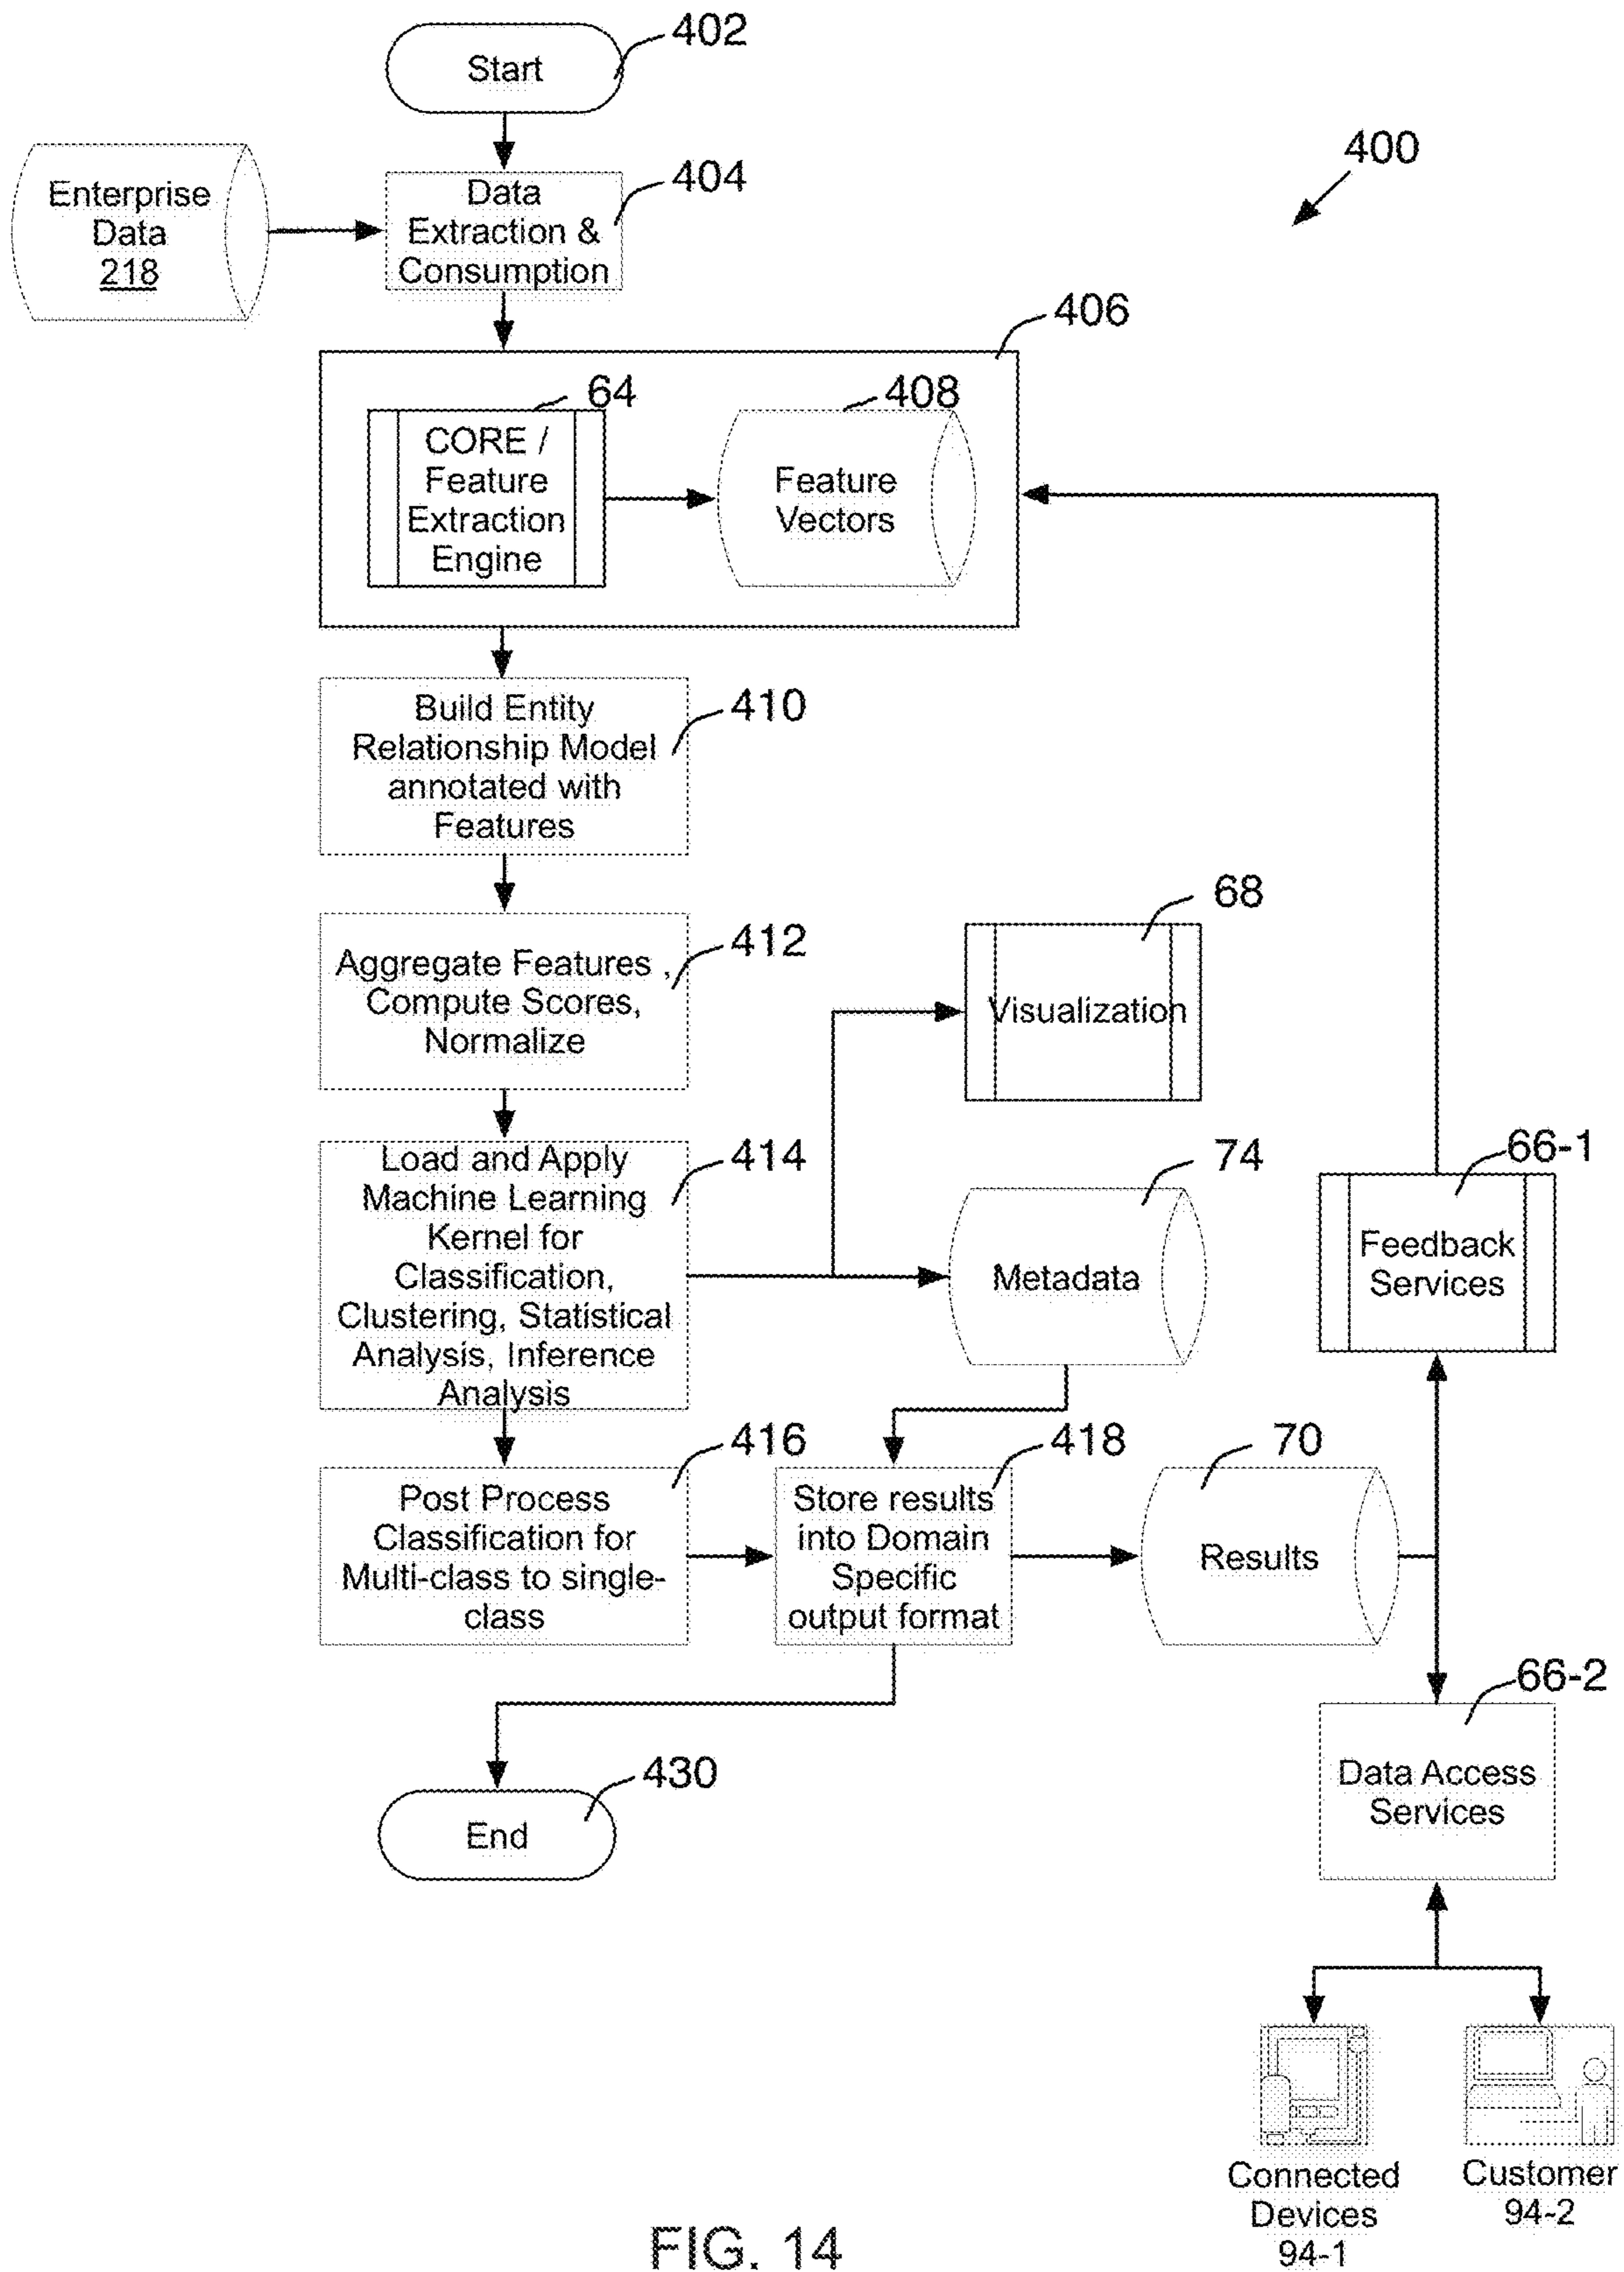 402
Start
400
404
Enterprise
Data
218
Data
Extraction &
Consumption
406
64
408
CORE /
Feature
Extraction
Engine
Feature
Vectors
410
Build Entity
Relationship Model
annotated with
Features
68
412
Aggregate Features ,
Compute Scores,
Normalize
Visualization
414
Load and Apply
Machine Learning
Kernel for
Classification,
Clustering, Statistical
Analysis, Inference
Analysis
74
Metadata
66-1
Feedback
Services
416
Post Process
Classification for
Multi-class to single-
class
418
Store results
into Domain
Specific
output format
70
Results
66-2
Data Access
Services
430
End
Connected
Devices
94-1
Customer
94-2
FIG. 14